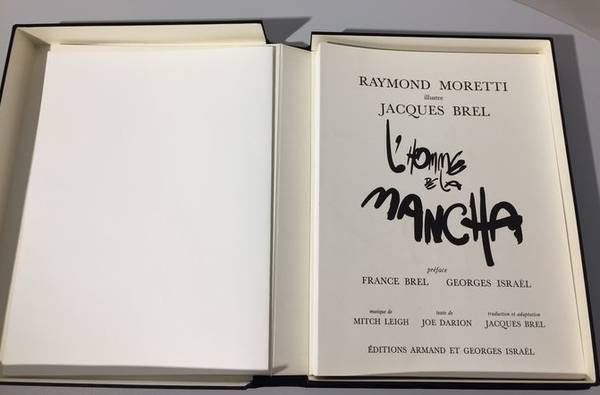 RAYMOND MORETTI
illustre
JACQUES BREL
L'HOMME
DE LA
MANCHA
préface
FRANCE BREL GEORGES ISRAËL
musique de texte de traduction et adaptation
MITCH LEIGH JOE DARION JACQUES BREL
ÉDITIONS ARMAND ET GEORGES ISRAËL